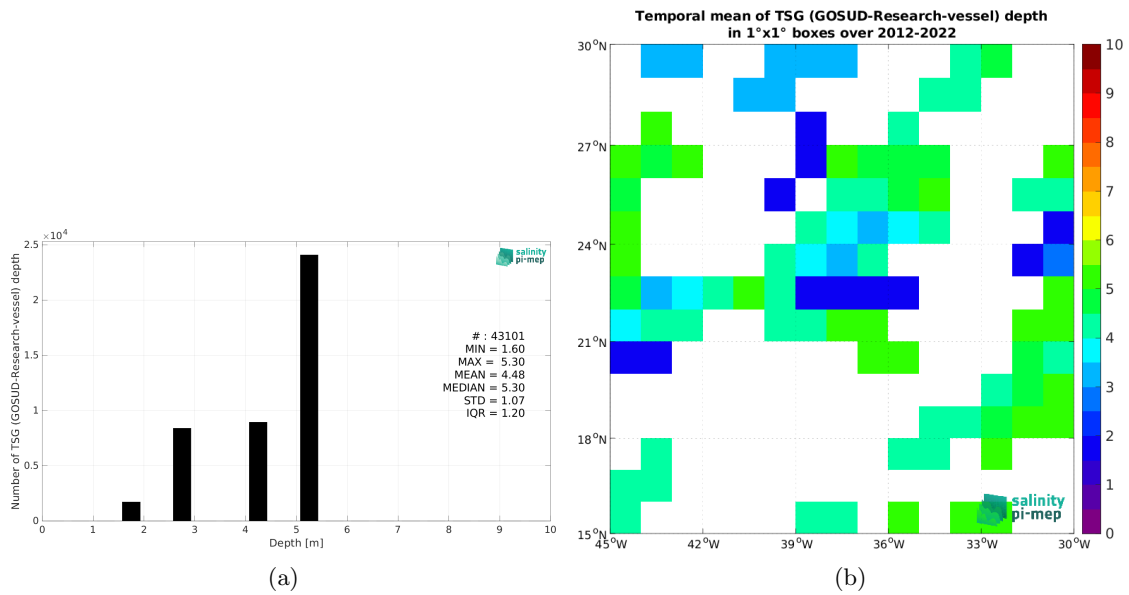 ×10⁴
2.5
2
1.5
1
0.5
0
Number of TSG (GOSUD-Research-vessel) depth
salinity
pi-mep
# : 43101
MIN = 1.60
MAX = 5.30
MEAN = 4.48
MEDIAN = 5.30
STD = 1.07
IQR = 1.20
0 1 2 3 4 5 6 7 8 9 10
Depth [m]
(a)
Temporal mean of TSG (GOSUD-Research-vessel) depth
in 1°x1° boxes over 2012-2022
30°N
27°N
24°N
21°N
18°N
15°N
45°W 42°W 39°W 36°W 33°W 30°W
salinity
pi-mep
10
9
8
7
6
5
4
3
2
1
0
(b)